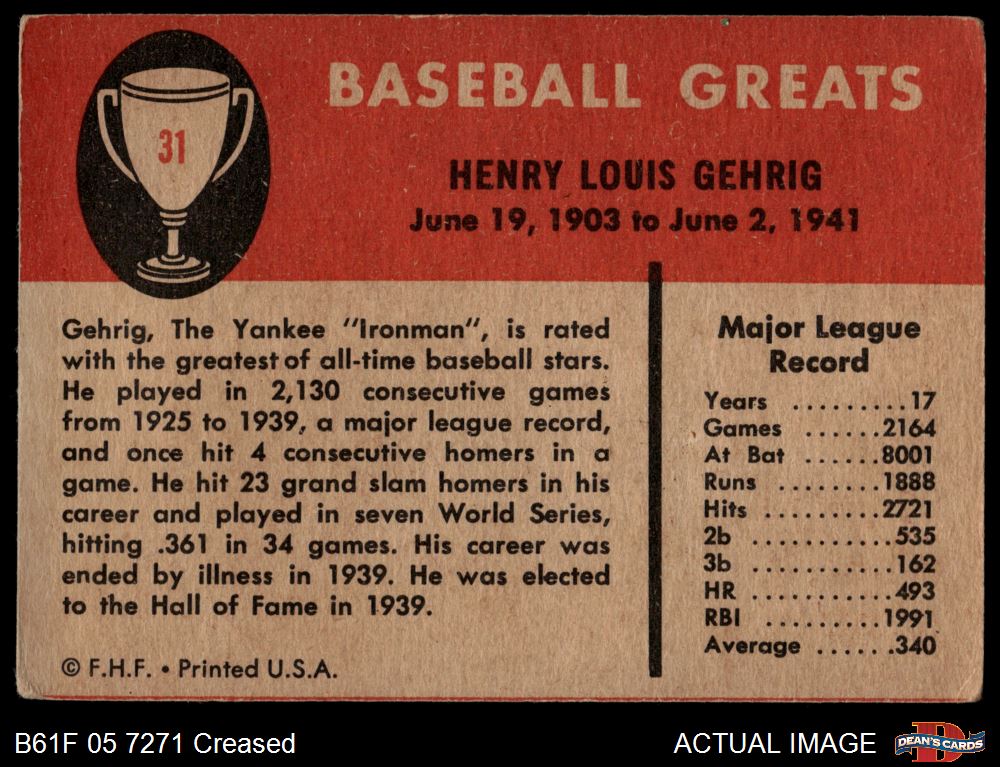 31
BASEBALL GREATS
HENRY LOUIS GEHRIG
June 19, 1903 to June 2, 1941
Gehrig, The Yankee "Ironman", is rated
with the greatest of all-time baseball stars.
He played in 2,130 consecutive games
from 1925 to 1939, a major league record,
and once hit 4 consecutive homers in a
game. He hit 23 grand slam homers in his
career and played in seven World Series,
hitting .361 in 34 games. His career was
ended by illness in 1939. He was elected
to the Hall of Fame in 1939.
© F.H.F. • Printed U.S.A.
Major League
Record
Years .........17
Games ......2164
At Bat ......8001
Runs ........1888
Hits .........2721
2b ...........535
3b ...........162
HR ..........493
RBI .........1991
Average ......340
B61F 05 7271 Creased
ACTUAL IMAGE
D
DEAN'S CARDS